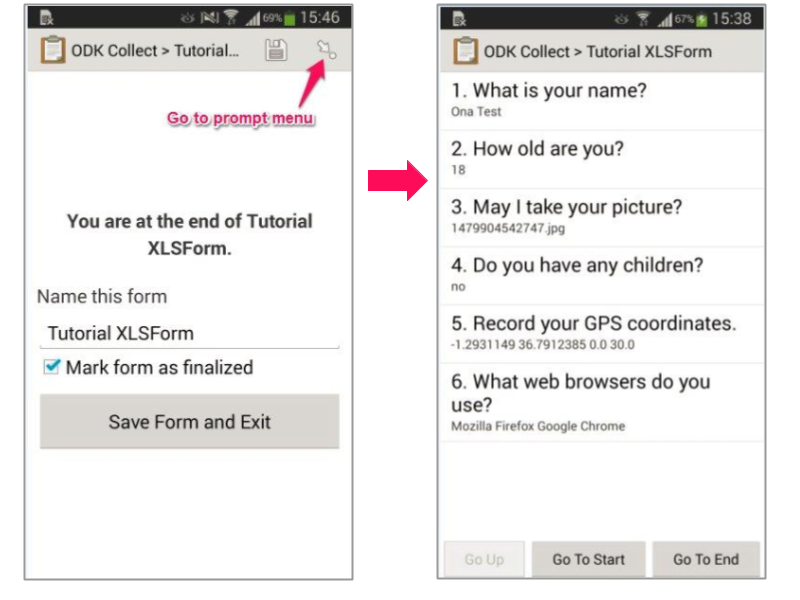 69% 15:46
ODK Collect > Tutorial...
Go to prompt menu
You are at the end of Tutorial
XLSForm.
Name this form
Tutorial XLSForm
Mark form as finalized
Save Form and Exit
67% 15:38
ODK Collect > Tutorial XLSForm
1. What is your name?
Ona Test
2. How old are you?
18
3. May I take your picture?
1479904542747.jpg
4. Do you have any children?
no
5. Record your GPS coordinates.
-1.2931149 36.7912385 0.0 30.0
6. What web browsers do you
use?
Mozilla Firefox Google Chrome
Go Up Go To Start Go To End